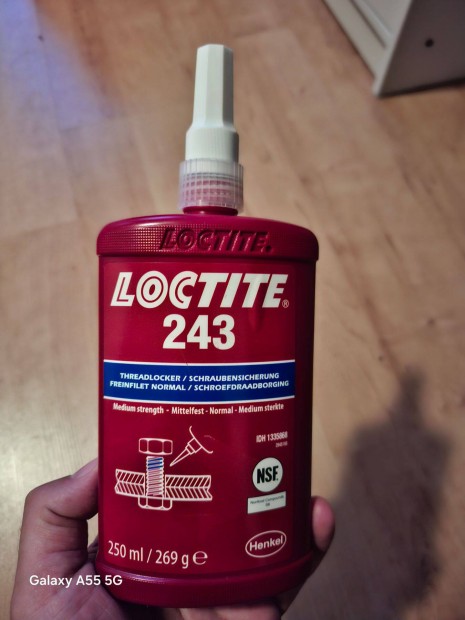 LOCTITE.
LOCTITE®
243
THREADLOCKER / SCHRAUBENSICHERUNG
FREINFILET NORMAL / SCHROEFDRAADBORGING
Medium strength - Mittelfest - Normal - Medium sterkte
IDH 1335868
NSF
250 ml / 269 g ℮
Henkel
Galaxy A55 5G